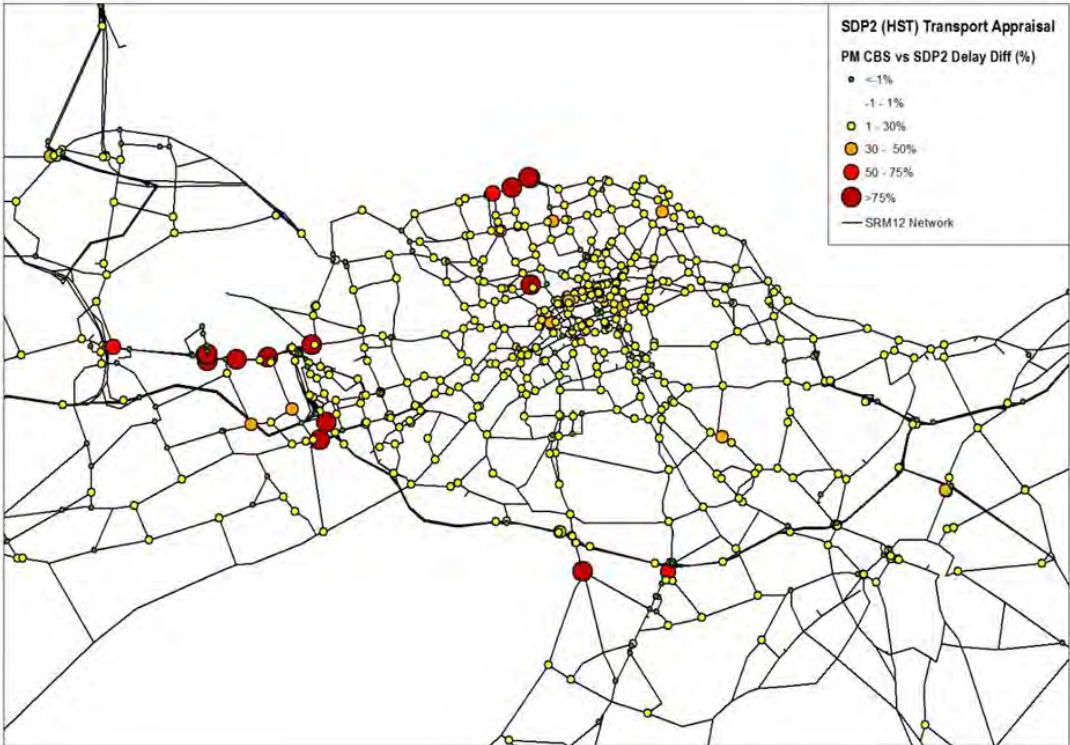 SDP2 (HST) Transport Appraisal
PM CBS vs SDP2 Delay Diff (%)
<-1%
-1 - 1%
1 - 30%
30 - 50%
50 - 75%
>75%
SRM12 Network